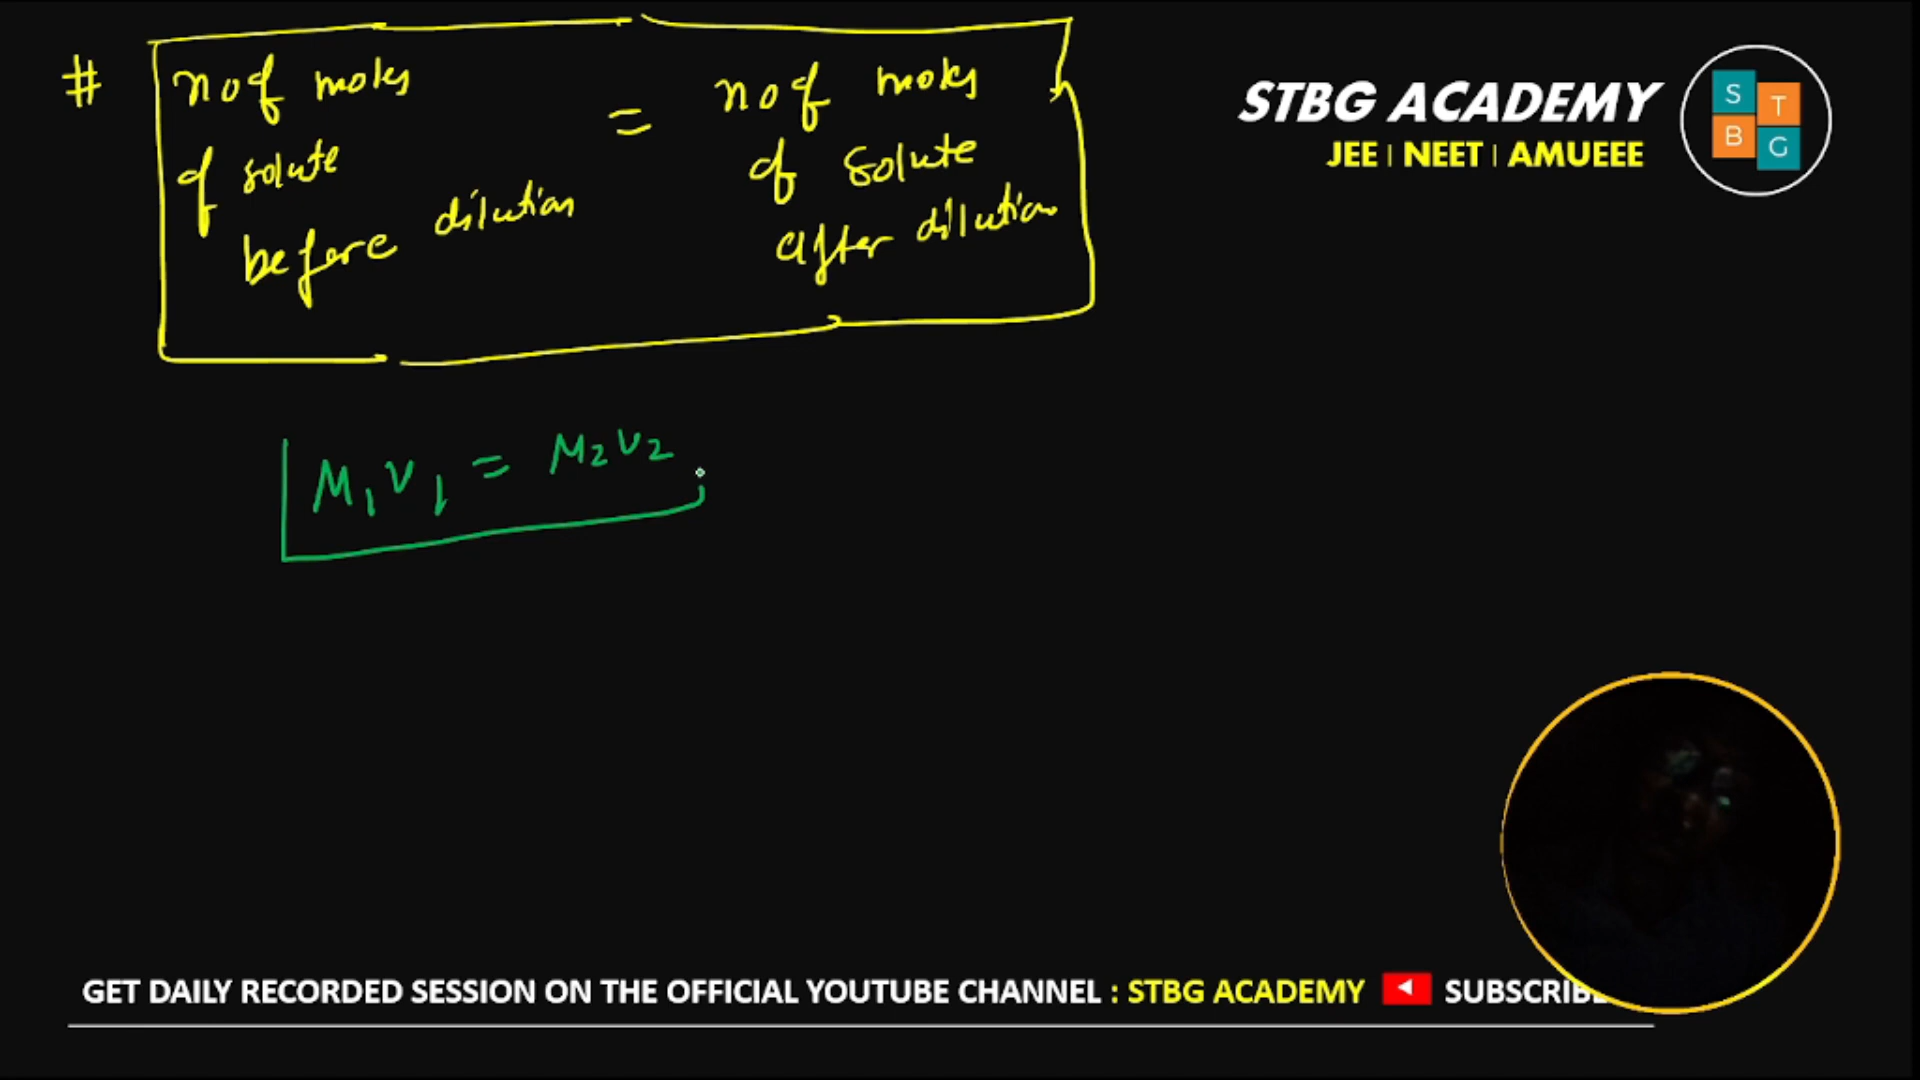 # no of moles = no of moles
of solute of solute
before dilution after dilution
M1V1 = M2V2
STBG ACADEMY
JEE | NEET | AMUEEE
S T
B G
GET DAILY RECORDED SESSION ON THE OFFICIAL YOUTUBE CHANNEL : STBG ACADEMY SUBSCRIBE